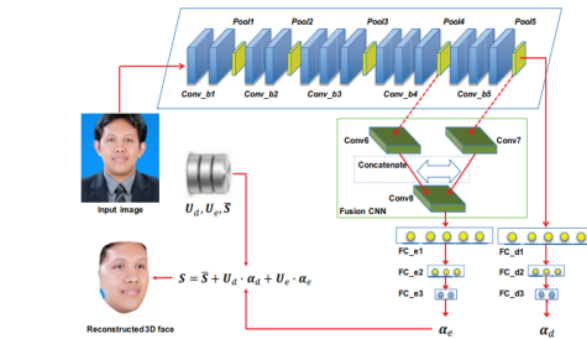 Pool1 Pool2 Pool3 Pool4 Pool5
Conv_b1 Conv_b2 Conv_b3 Conv_b4 Conv_b5
Conv6 Conv7
Concatenate
Conv8
Fusion CNN
Input image
U_d, U_e, S̅
FC_e1 FC_d1
FC_e2 FC_d2
FC_e3 FC_d3
S = S̅ + U_d · α_d + U_e · α_e
α_e α_d
Reconstructed 3D face